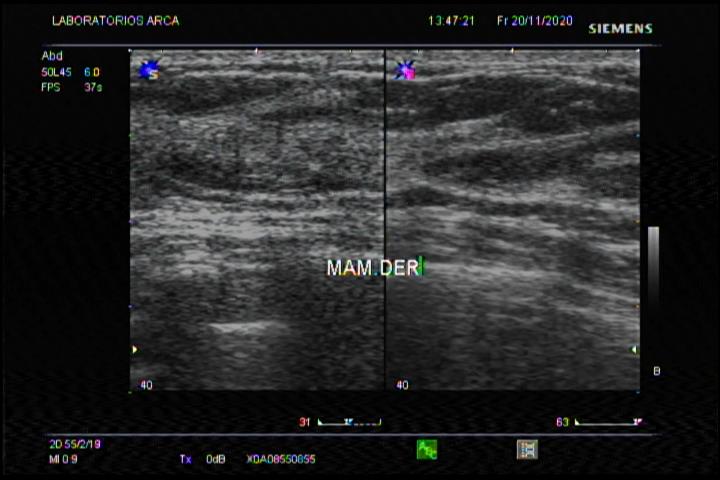 LABORATORIOS ARCA 13:47:21 Fr 20/11/2020 SIEMENS
Abd
50L45 6.0
FPS 37s
S
MAM.DER
40 40
B
31 63
2D 55/2/19
MI 0 9 Tx 0dB